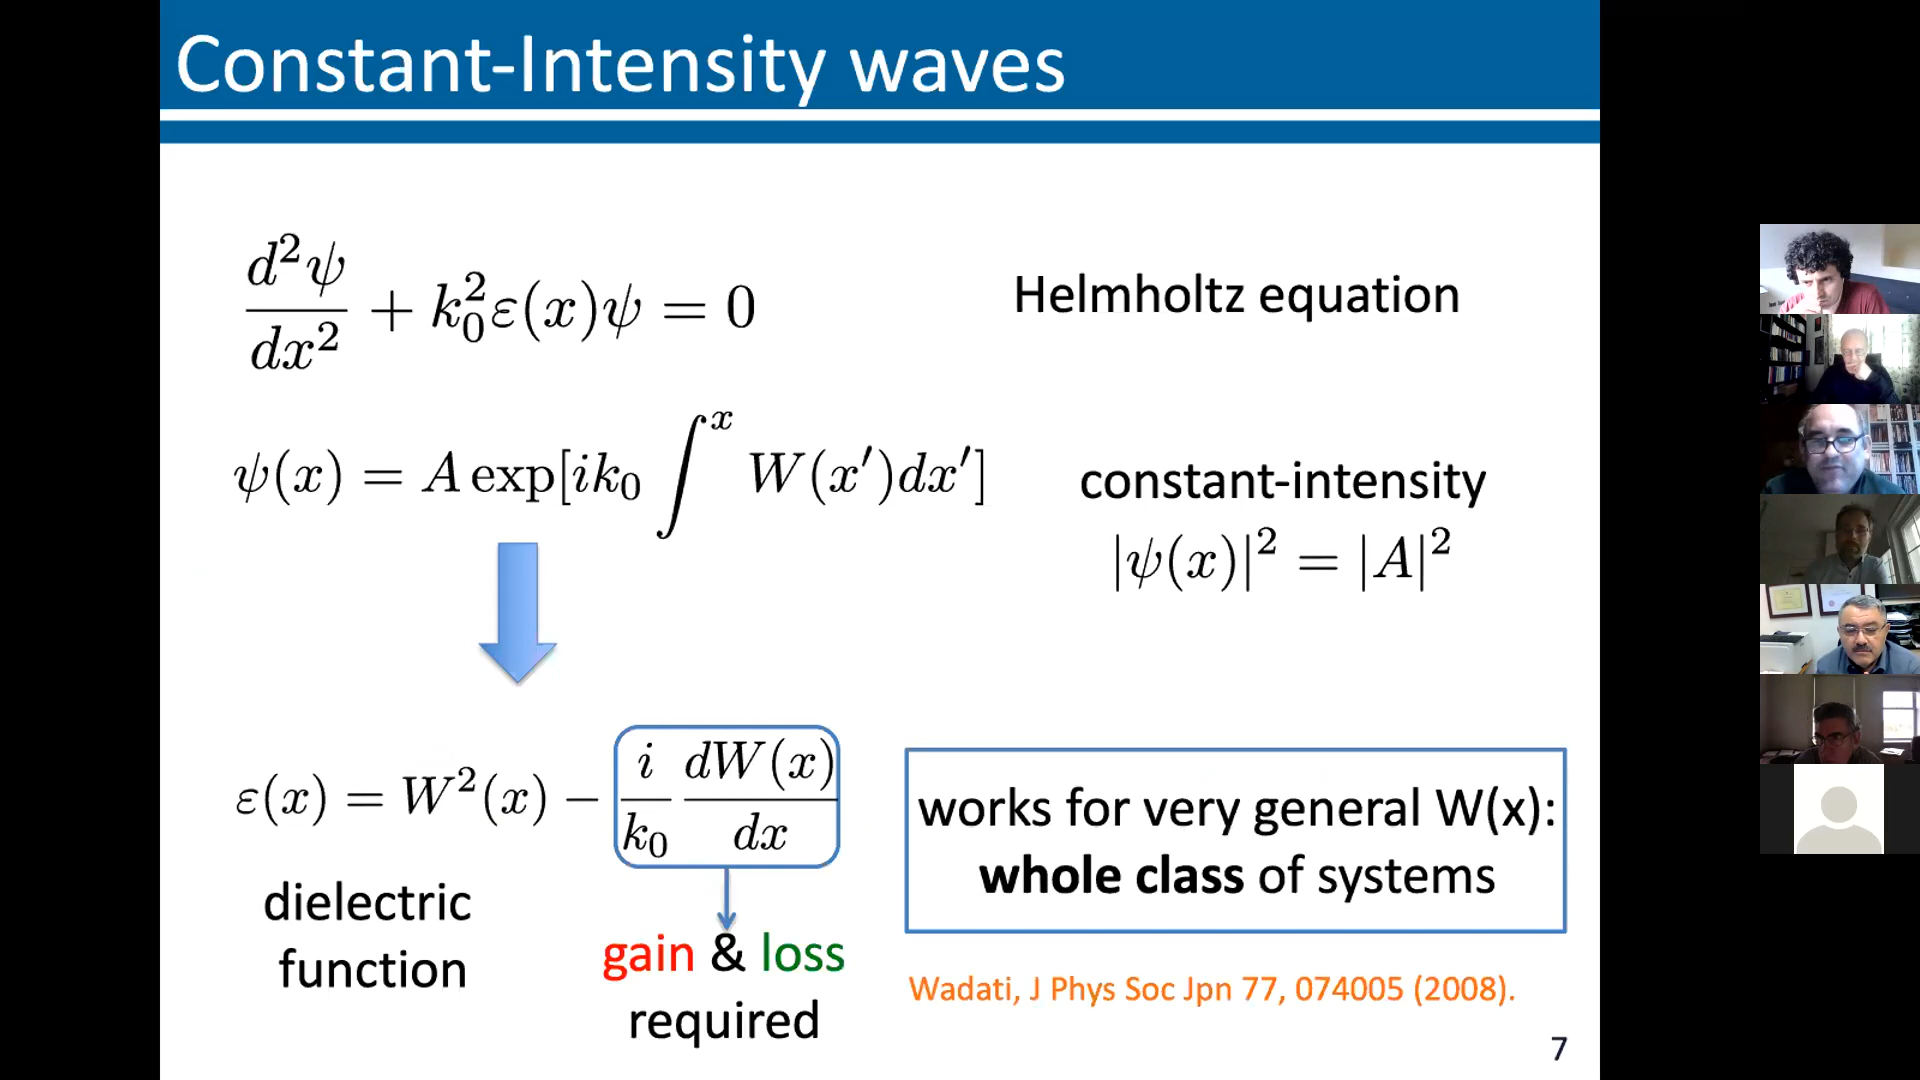 Constant-Intensity waves
d²ψ/dx² + k₀²ε(x)ψ = 0
Helmholtz equation
ψ(x) = A exp[ik₀ ∫ˣ W(x′)dx′]
constant-intensity
|ψ(x)|² = |A|²
ε(x) = W²(x) − i/k₀ dW(x)/dx
works for very general W(x):
whole class of systems
dielectric
function
gain & loss
required
Wadati, J Phys Soc Jpn 77, 074005 (2008).
7